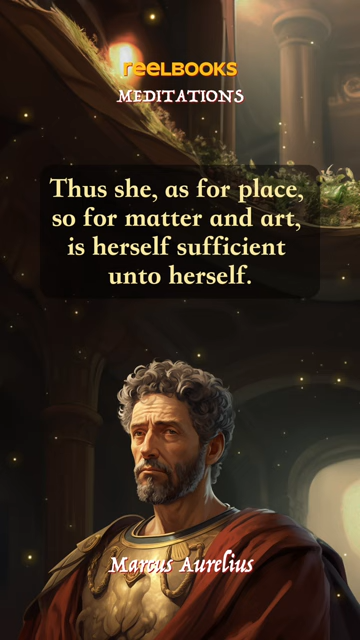 reelBOOKS
MEDITATIONS
Thus she, as for place,
so for matter and art,
is herself sufficient
unto herself.
Marcus Aurelius